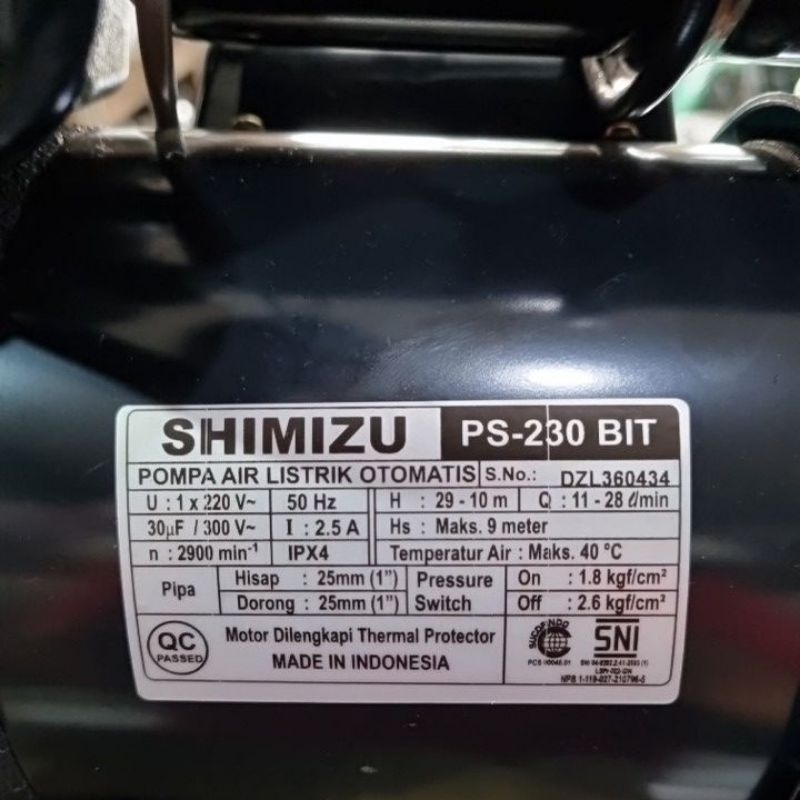 SHIMIZU PS-230 BIT
POMPA AIR LISTRIK OTOMATIS S.No.: DZL360434
U : 1 x 220 V~ 50 Hz H : 29 - 10 m Q : 11 - 28 ℓ/min
30µF / 300 V~ I : 2.5 A Hs : Maks. 9 meter
n : 2900 min⁻¹ IPX4 Temperatur Air : Maks. 40 °C
Pipa Hisap : 25mm (1") Pressure Switch On : 1.8 kgf/cm²
Dorong : 25mm (1") Off : 2.6 kgf/cm²
QC PASSED
Motor Dilengkapi Thermal Protector
MADE IN INDONESIA
SUCOFINDO
SNI